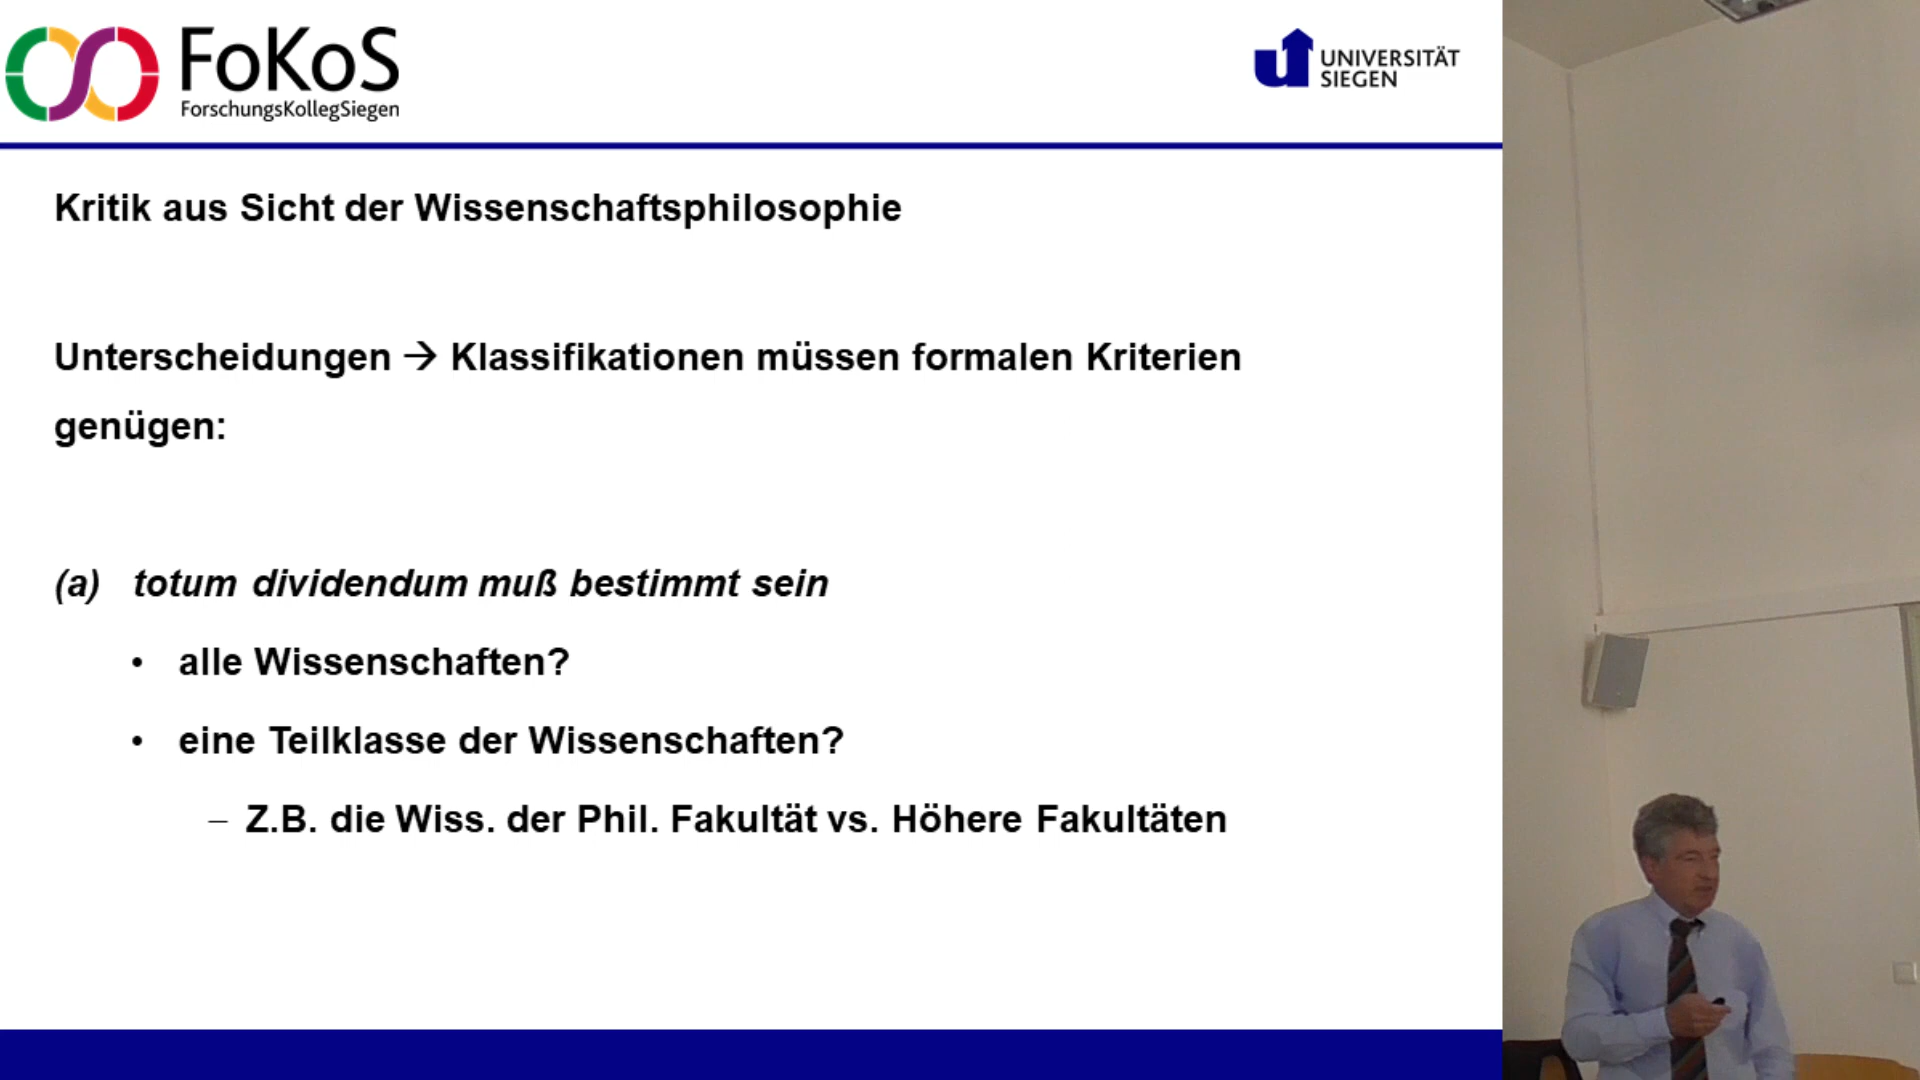 FoKoS
ForschungsKollegSiegen
UNIVERSITÄT
SIEGEN
Kritik aus Sicht der Wissenschaftsphilosophie
Unterscheidungen → Klassifikationen müssen formalen Kriterien
genügen:
(a) totum dividendum muß bestimmt sein
• alle Wissenschaften?
• eine Teilklasse der Wissenschaften?
– Z.B. die Wiss. der Phil. Fakultät vs. Höhere Fakultäten